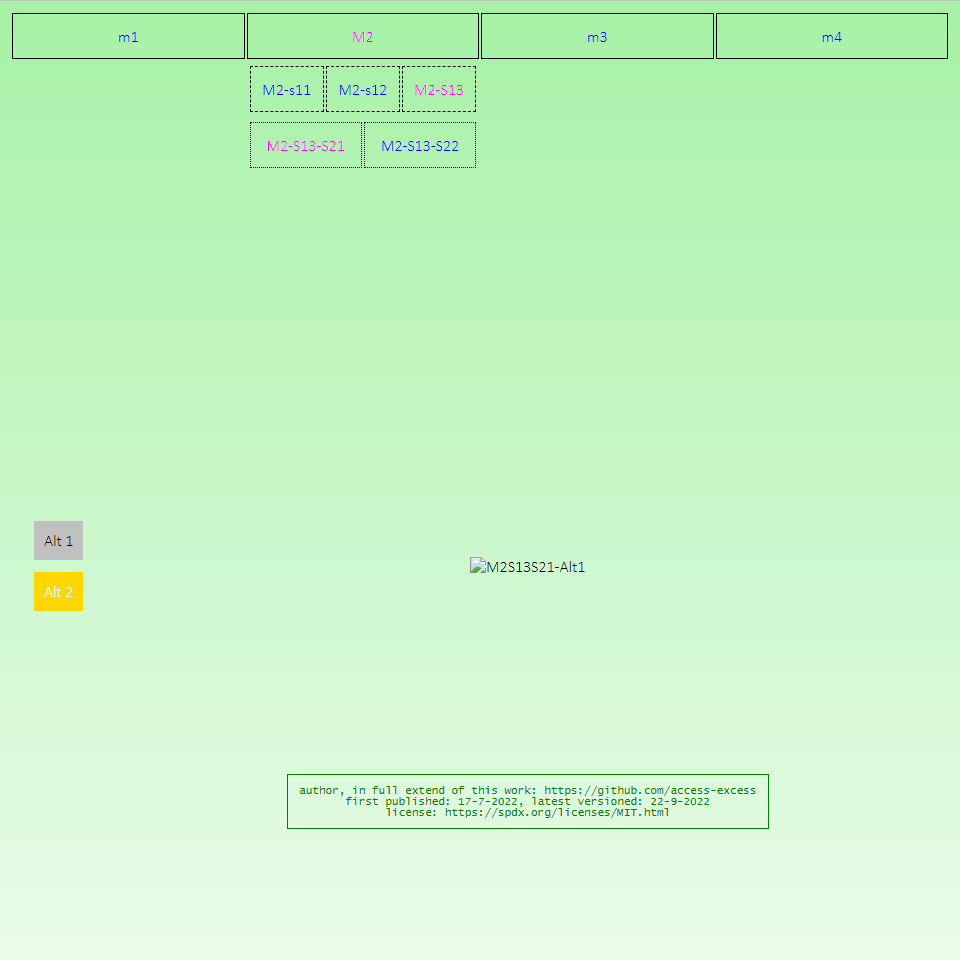 m1 M2 m3 m4
M2-s11 M2-s12 M2-S13
M2-S13-S21 M2-S13-S22
Alt 1
M2S13S21-Alt1
Alt 2
author, in full extend of this work: https://github.com/access-excess
first published: 17-7-2022, latest versioned: 22-9-2022
license: https://spdx.org/licenses/MIT.html